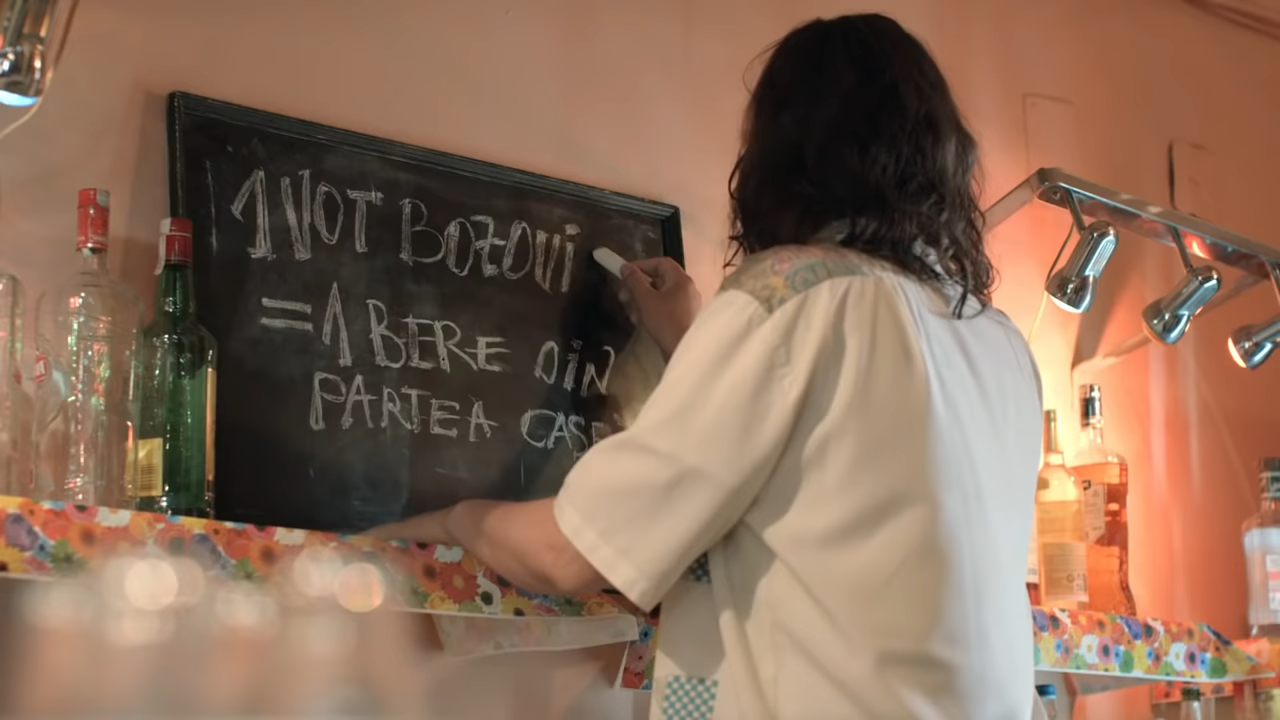 1 VOT BOZOVI
= 1 BERE DIN
PARTEA CASE